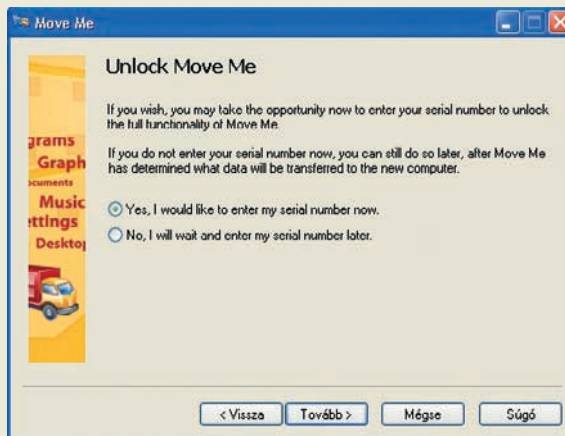 Move Me
Unlock Move Me
If you wish, you may take the opportunity now to enter your serial number to unlock
the full functionality of Move Me.
If you do not enter your serial number now, you can still do so later, after Move Me
has determined what data will be transferred to the new computer.
Yes, I would like to enter my serial number now.
No, I will wait and enter my serial number later.
grams
Graph
ocuments
Music
ettings
Desktop
< Vissza
Tovább >
Mégse
Súgó